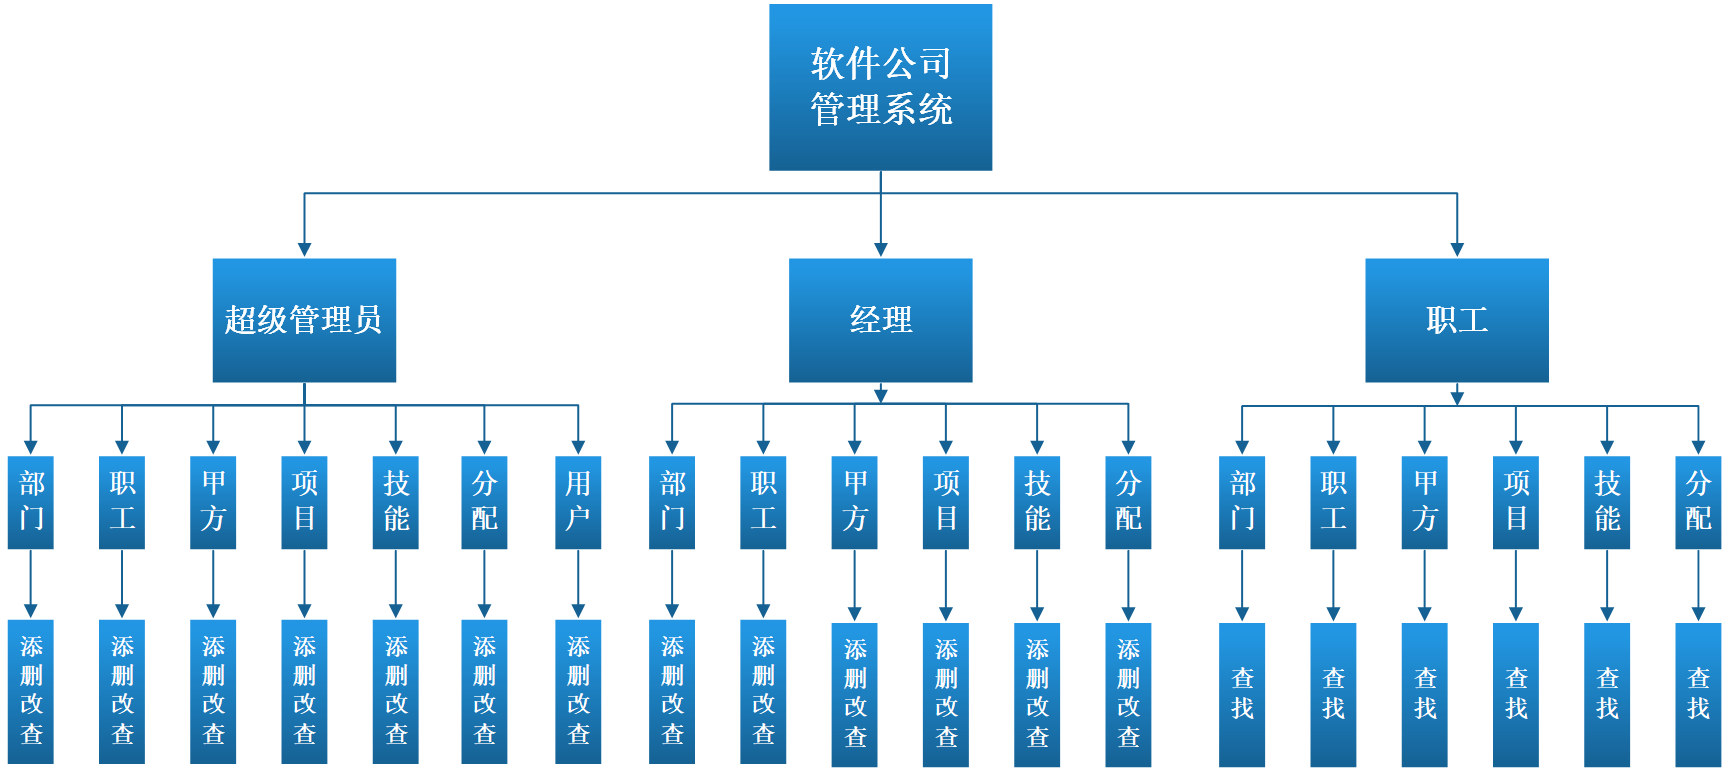 软件公司
管理系统
超级管理员
经理
职工
部门
职工
甲方
项目
技能
分配
用户
部门
职工
甲方
项目
技能
分配
部门
职工
甲方
项目
技能
分配
添删改查
添删改查
添删改查
添删改查
添删改查
添删改查
添删改查
添删改查
添删改查
添删改查
添删改查
添删改查
添删改查
查找
查找
查找
查找
查找
查找